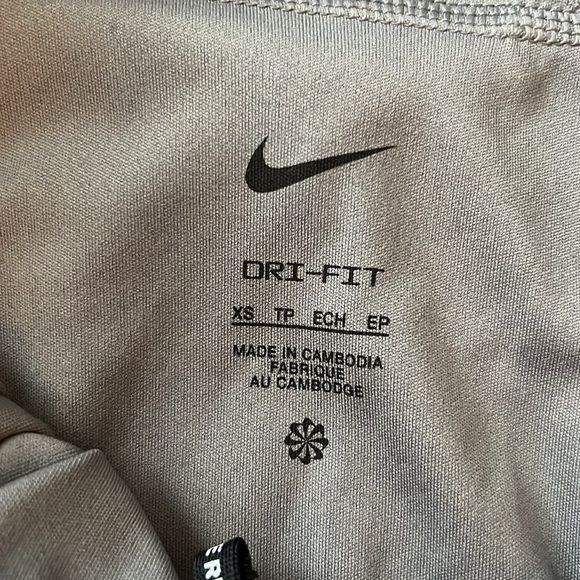 DRI-FIT
XS TP ECH EP
MADE IN CAMBODIA
FABRIQUE
AU CAMBODGE
E R